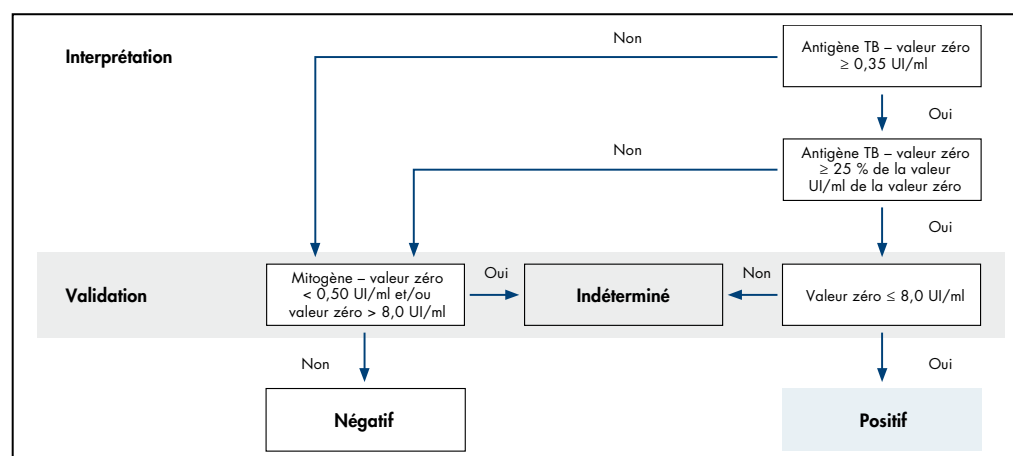 Interprétation
Non
Antigène TB – valeur zéro
≥ 0,35 UI/ml
Oui
Non
Antigène TB – valeur zéro
≥ 25 % de la valeur
UI/ml de la valeur zéro
Oui
Validation
Mitogène – valeur zéro
< 0,50 UI/ml et/ou
valeur zéro > 8,0 UI/ml
Oui
Indéterminé
Non
Valeur zéro ≤ 8,0 UI/ml
Non
Oui
Négatif
Positif